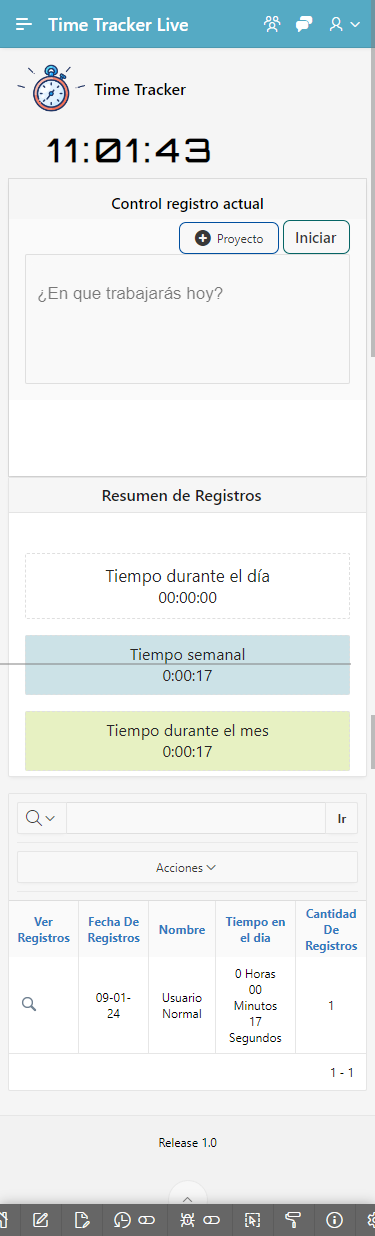 Time Tracker Live
Time Tracker
11:01:43
Control registro actual
Proyecto
Iniciar
¿En que trabajarás hoy?
Resumen de Registros
Tiempo durante el día
00:00:00
Tiempo semanal
0:00:17
Tiempo durante el mes
0:00:17
Ir
Acciones
Ver
Registros
Fecha De
Registros
Nombre
Tiempo en
el dia
Cantidad
De
Registros
09-01-
24
Usuario
Normal
0 Horas
00
Minutos
17
Segundos
1
1 - 1
Release 1.0